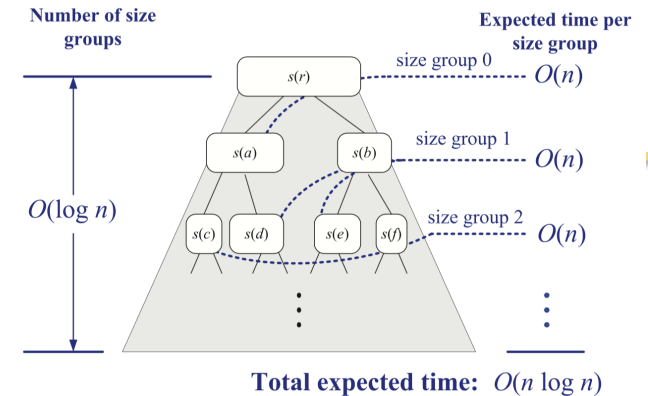 Number of size
groups
Expected time per
size group
size group 0
O(n)
s(r)
size group 1
s(a)
s(b)
O(n)
O(log n)
size group 2
s(c)
s(d)
s(e)
s(f)
O(n)
Total expected time: O(n log n)